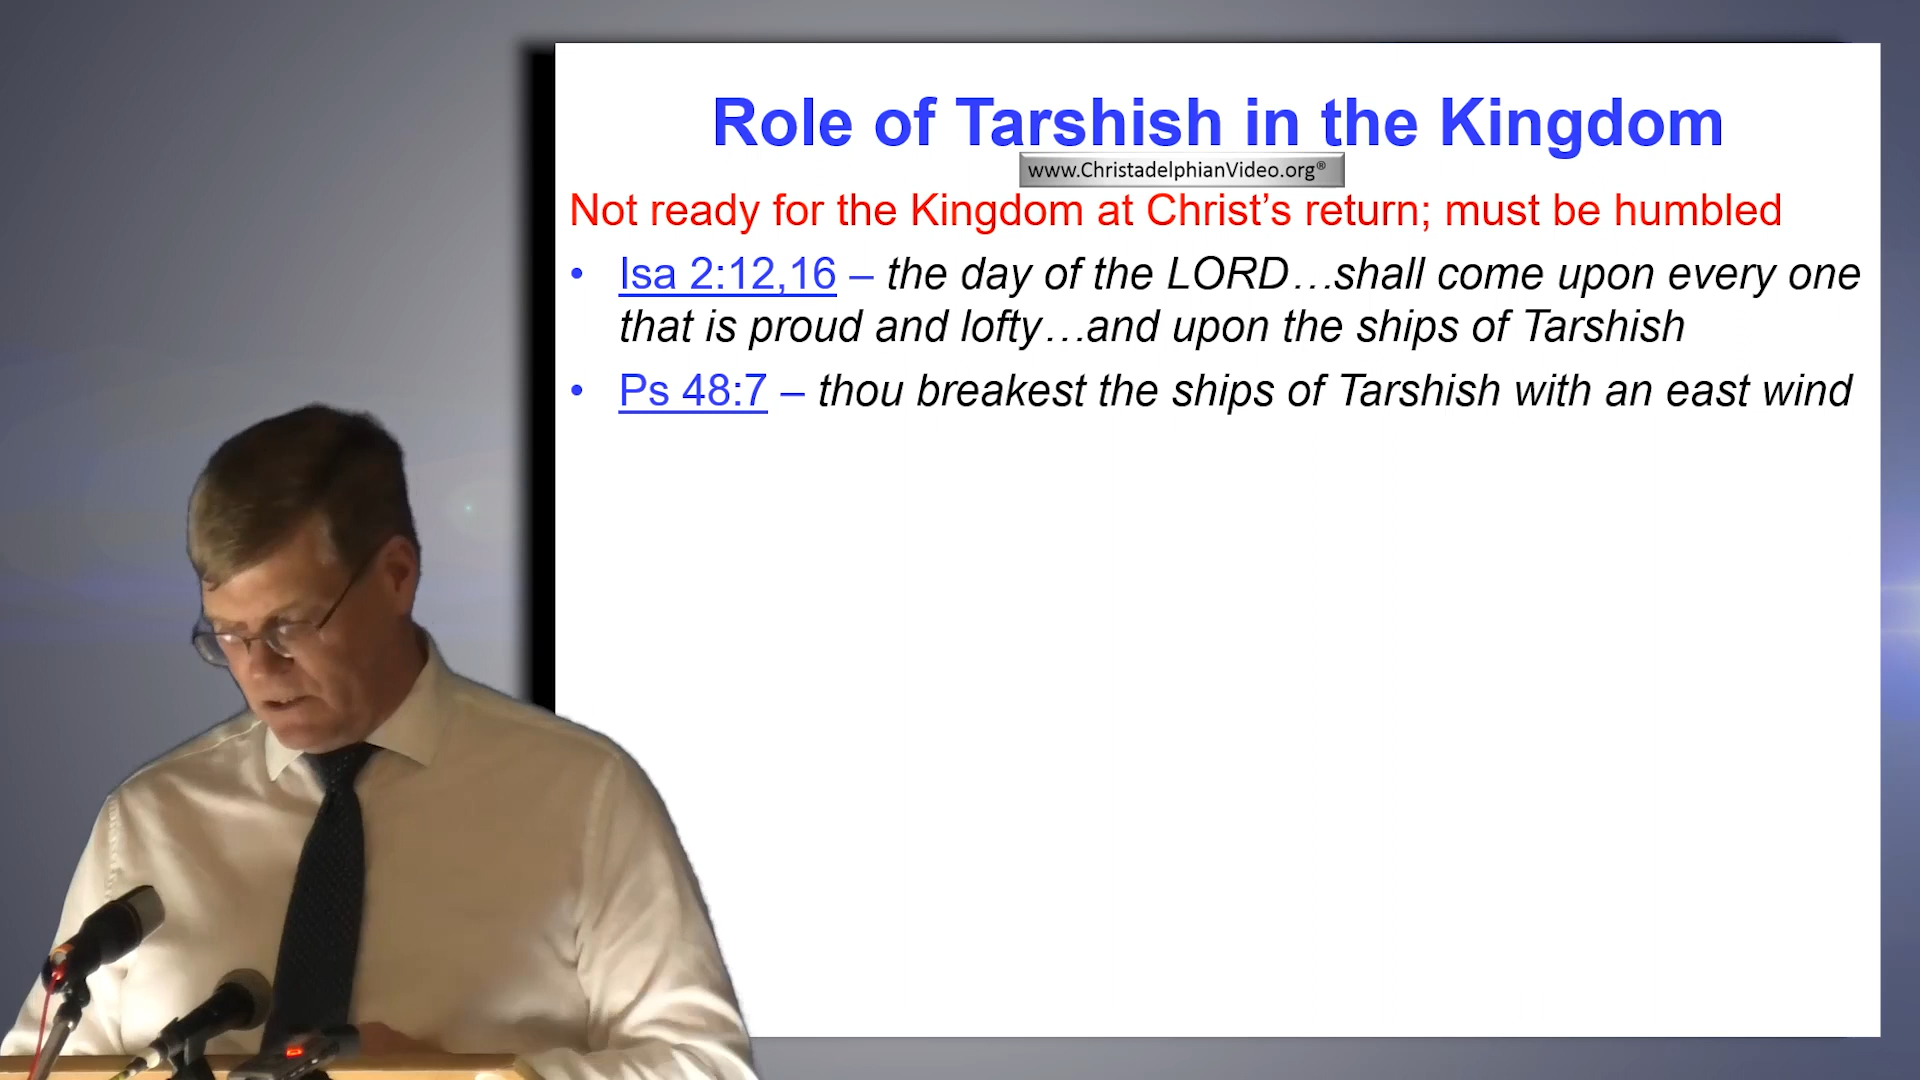 Role of Tarshish in the Kingdom
www.ChristadelphianVideo.org®
Not ready for the Kingdom at Christ’s return; must be humbled
• Isa 2:12,16 – the day of the LORD…shall come upon every one
that is proud and lofty…and upon the ships of Tarshish
• Ps 48:7 – thou breakest the ships of Tarshish with an east wind